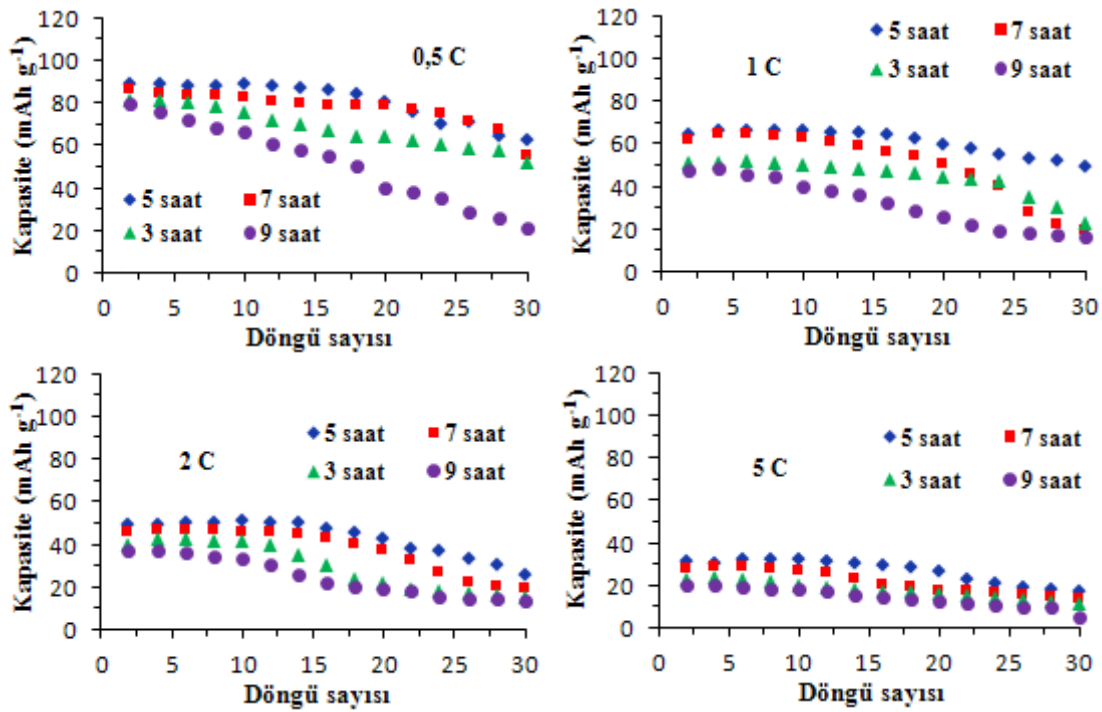 Kapasite (mAh g⁻¹)
120
100
80
60
40
20
0
0,5 C
5 saat 7 saat
3 saat 9 saat
0 5 10 15 20 25 30
Döngü sayısı
Kapasite (mAh g⁻¹)
120
100
80
60
40
20
0
5 saat 7 saat
1 C
3 saat 9 saat
0 5 10 15 20 25 30
Döngü sayısı
Kapasite (mAh g⁻¹)
120
100
80
60
40
20
0
5 saat 7 saat
2 C
3 saat 9 saat
0 5 10 15 20 25 30
Döngü sayısı
Kapasite (mAh g⁻¹)
120
100
80
60
40
20
0
5 saat 7 saat
5 C
3 saat 9 saat
0 5 10 15 20 25 30
Döngü sayısı